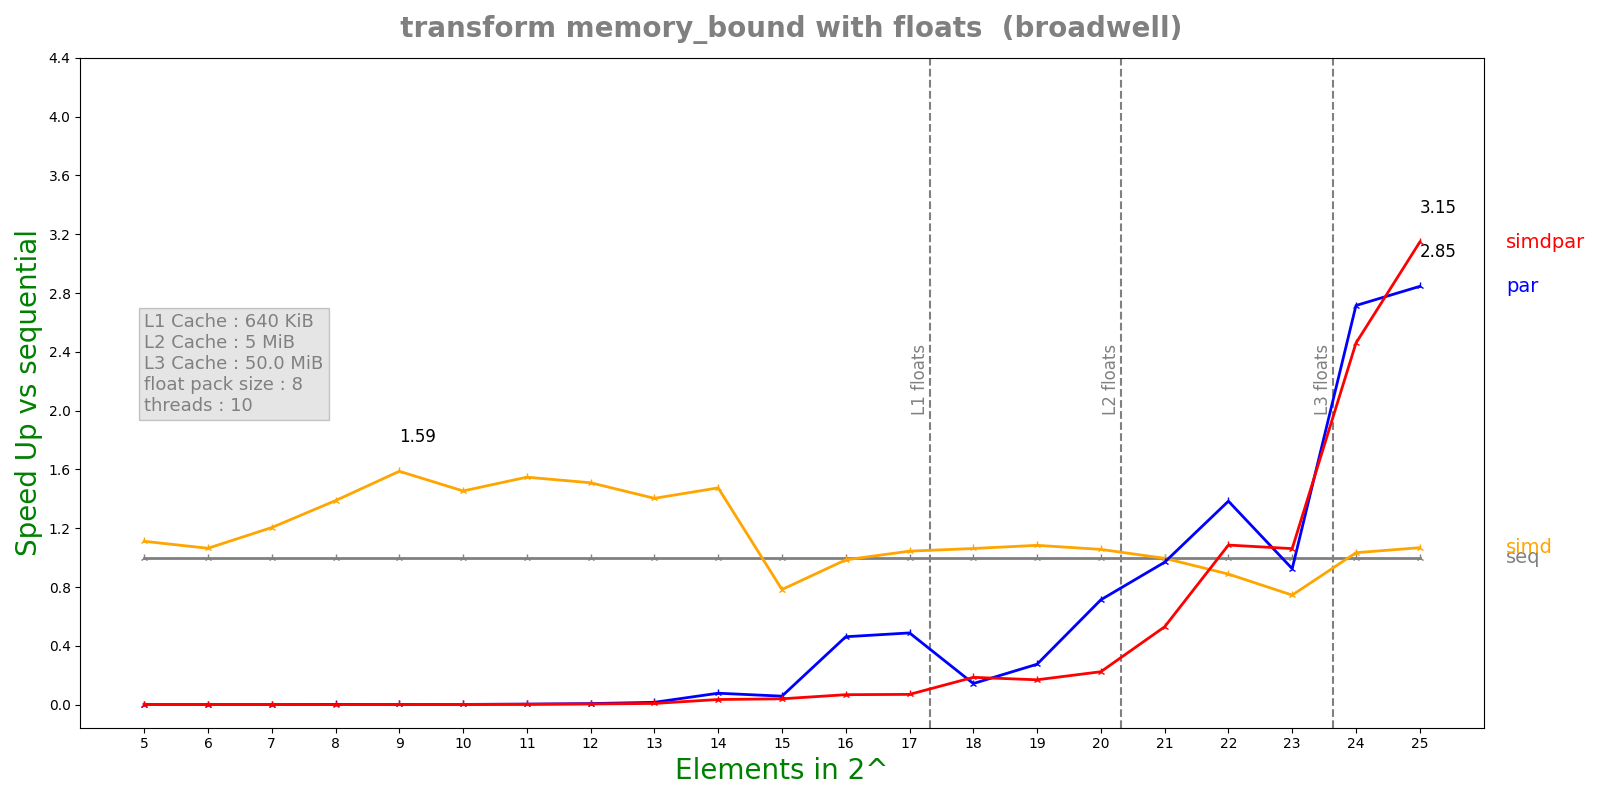 transform memory_bound with floats  (broadwell)
Speed Up vs sequential
4.4
4.0
3.6
3.2
2.8
2.4
2.0
1.6
1.2
0.8
0.4
0.0
L1 Cache : 640 KiB
L2 Cache : 5 MiB
L3 Cache : 50.0 MiB
float pack size : 8
threads : 10
1.59
L1 floats
L2 floats
L3 floats
3.15
2.85
simdpar
par
simd
seq
5 6 7 8 9 10 11 12 13 14 15 16 17 18 19 20 21 22 23 24 25
Elements in 2^